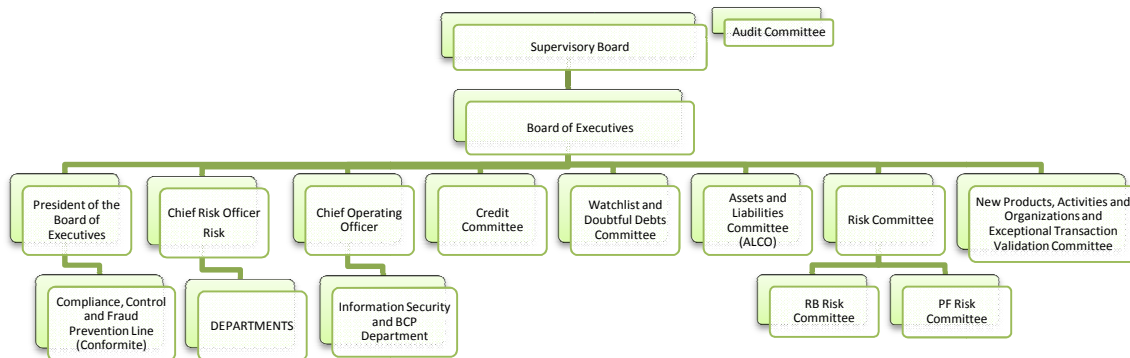 Supervisory Board
Audit Committee
Board of Executives
President of the
Board of
Executives
Chief Risk Officer
Risk
Chief Operating
Officer
Credit
Committee
Watchlist and
Doubtful Debts
Committee
Assets and
Liabilities
Committee
(ALCO)
Risk Committee
New Products, Activities and
Organizations and
Exceptional Transaction
Validation Committee
Compliance, Control
and Fraud
Prevention Line
(Conformite)
DEPARTMENTS
Information Security
and BCP
Department
RB Risk
Committee
PF Risk
Committee